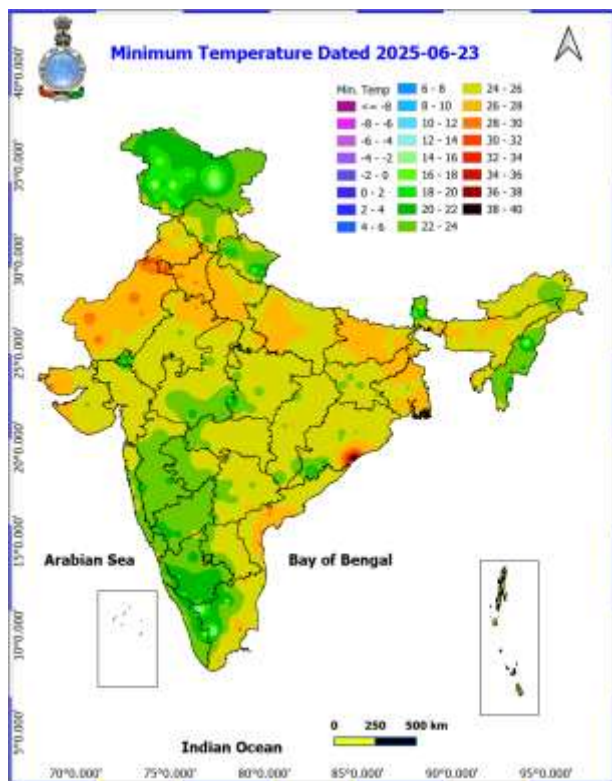 Minimum Temperature Dated 2025-06-23
Min. Temp
<= -8
-8 - -6
-6 - -4
-4 - -2
-2 - 0
0 - 2
2 - 4
4 - 6
6 - 8
8 - 10
10 - 12
12 - 14
14 - 16
16 - 18
18 - 20
20 - 22
22 - 24
24 - 26
26 - 28
28 - 30
30 - 32
32 - 34
34 - 36
36 - 38
38 - 40
40°0.000'
35°0.000'
30°0.000'
25°0.000'
20°0.000'
15°0.000'
10°0.000'
5°0.000'
Arabian Sea
Bay of Bengal
Indian Ocean
0 250 500 km
70°0.000' 75°0.000' 80°0.000' 85°0.000' 90°0.000' 95°0.000'